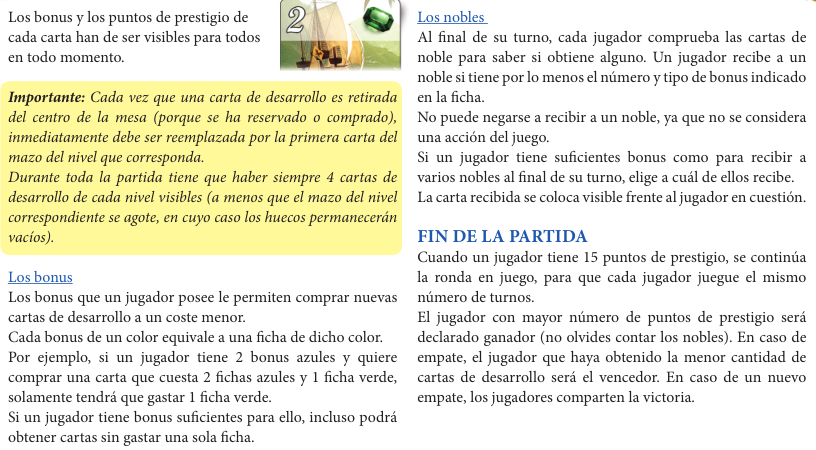 Los bonus y los puntos de prestigio de
cada carta han de ser visibles para todos
en todo momento.
2
Importante: Cada vez que una carta de desarrollo es retirada
del centro de la mesa (porque se ha reservado o comprado),
inmediatamente debe ser reemplazada por la primera carta del
mazo del nivel que corresponda.
Durante toda la partida tiene que haber siempre 4 cartas de
desarrollo de cada nivel visibles (a menos que el mazo del nivel
correspondiente se agote, en cuyo caso los huecos permanecerán
vacíos).
Los bonus
Los bonus que un jugador posee le permiten comprar nuevas
cartas de desarrollo a un coste menor.
Cada bonus de un color equivale a una ficha de dicho color.
Por ejemplo, si un jugador tiene 2 bonus azules y quiere
comprar una carta que cuesta 2 fichas azules y 1 ficha verde,
solamente tendrá que gastar 1 ficha verde.
Si un jugador tiene bonus suficientes para ello, incluso podrá
obtener cartas sin gastar una sola ficha.
Los nobles
Al final de su turno, cada jugador comprueba las cartas de
noble para saber si obtiene alguno. Un jugador recibe a un
noble si tiene por lo menos el número y tipo de bonus indicado
en la ficha.
No puede negarse a recibir a un noble, ya que no se considera
una acción del juego.
Si un jugador tiene suficientes bonus como para recibir a
varios nobles al final de su turno, elige a cuál de ellos recibe.
La carta recibida se coloca visible frente al jugador en cuestión.
FIN DE LA PARTIDA
Cuando un jugador tiene 15 puntos de prestigio, se continúa
la ronda en juego, para que cada jugador juegue el mismo
número de turnos.
El jugador con mayor número de puntos de prestigio será
declarado ganador (no olvides contar los nobles). En caso de
empate, el jugador que haya obtenido la menor cantidad de
cartas de desarrollo será el vencedor. En caso de un nuevo
empate, los jugadores comparten la victoria.